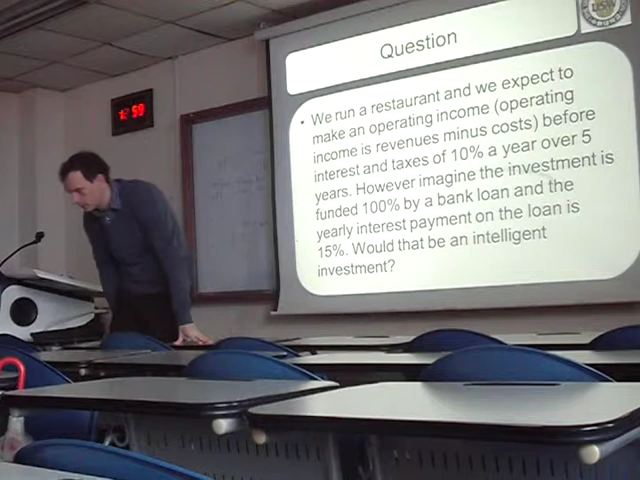 Question
• We run a restaurant and we expect to
make an operating income (operating
income is revenues minus costs) before
interest and taxes of 10% a year over 5
years. However imagine the investment is
funded 100% by a bank loan and the
yearly interest payment on the loan is
15%. Would that be an intelligent
investment?